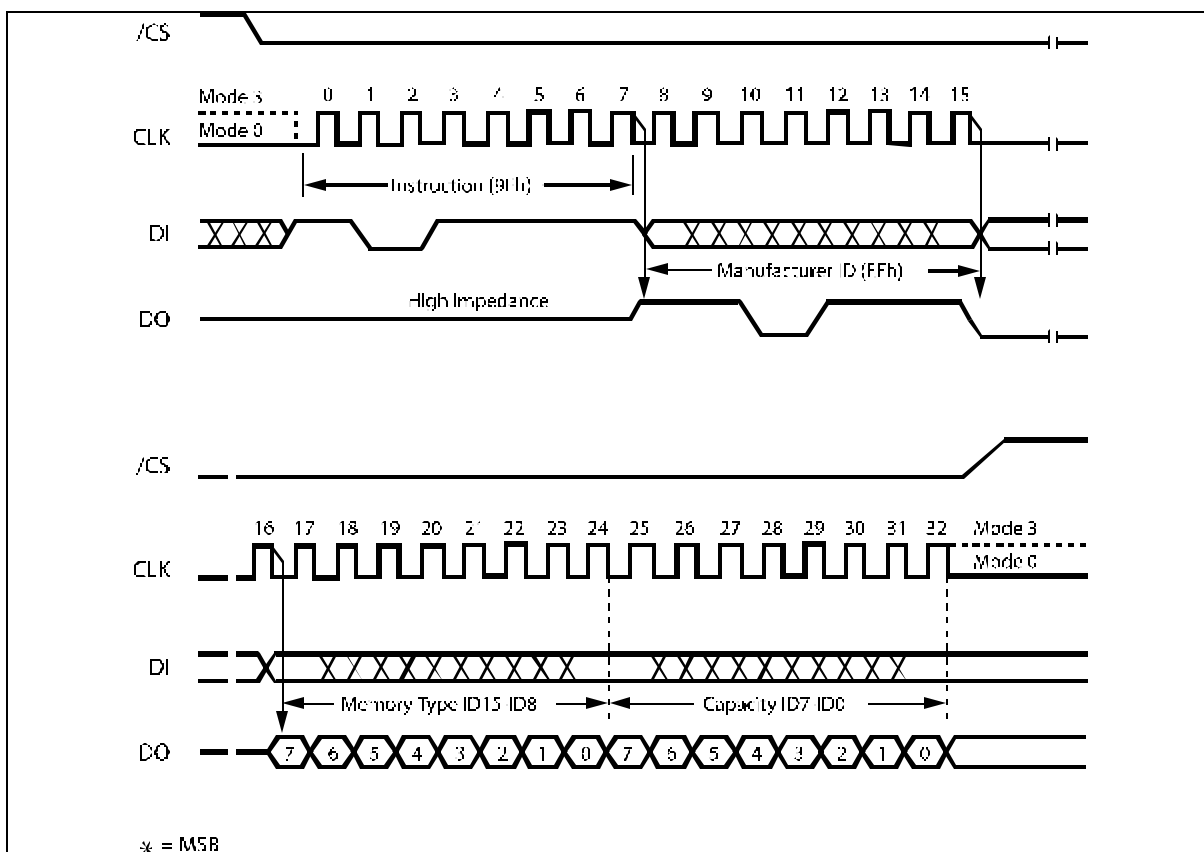 /CS
Mode 3
0 1 2 3 4 5 6 7 8 9 10 11 12 13 14 15
Mode 0
CLK
Instruction (9Fh)
DI
Manufacturer ID (EFh)
High Impedance
DO
/CS
16 17 18 19 20 21 22 23 24 25 26 27 28 29 30 31 32
Mode 3
Mode 0
CLK
DI
Memory Type ID15-ID8
Capacity ID7-ID0
DO
7 6 5 4 3 2 1 0 7 6 5 4 3 2 1 0
* = MSB